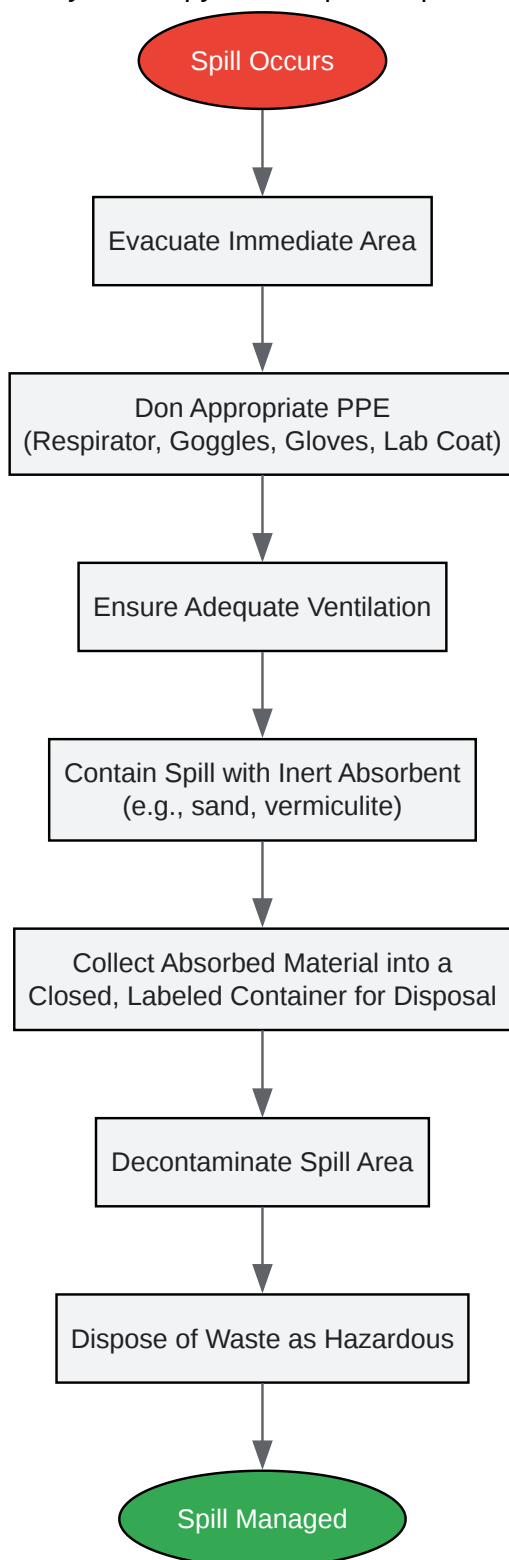 Spill Occurs
Evacuate Immediate Area
Don Appropriate PPE
(Respirator, Goggles, Gloves, Lab Coat)
Ensure Adequate Ventilation
Contain Spill with Inert Absorbent
(e.g., sand, vermiculite)
Collect Absorbed Material into a
Closed, Labeled Container for Disposal
Decontaminate Spill Area
Dispose of Waste as Hazardous
Spill Managed